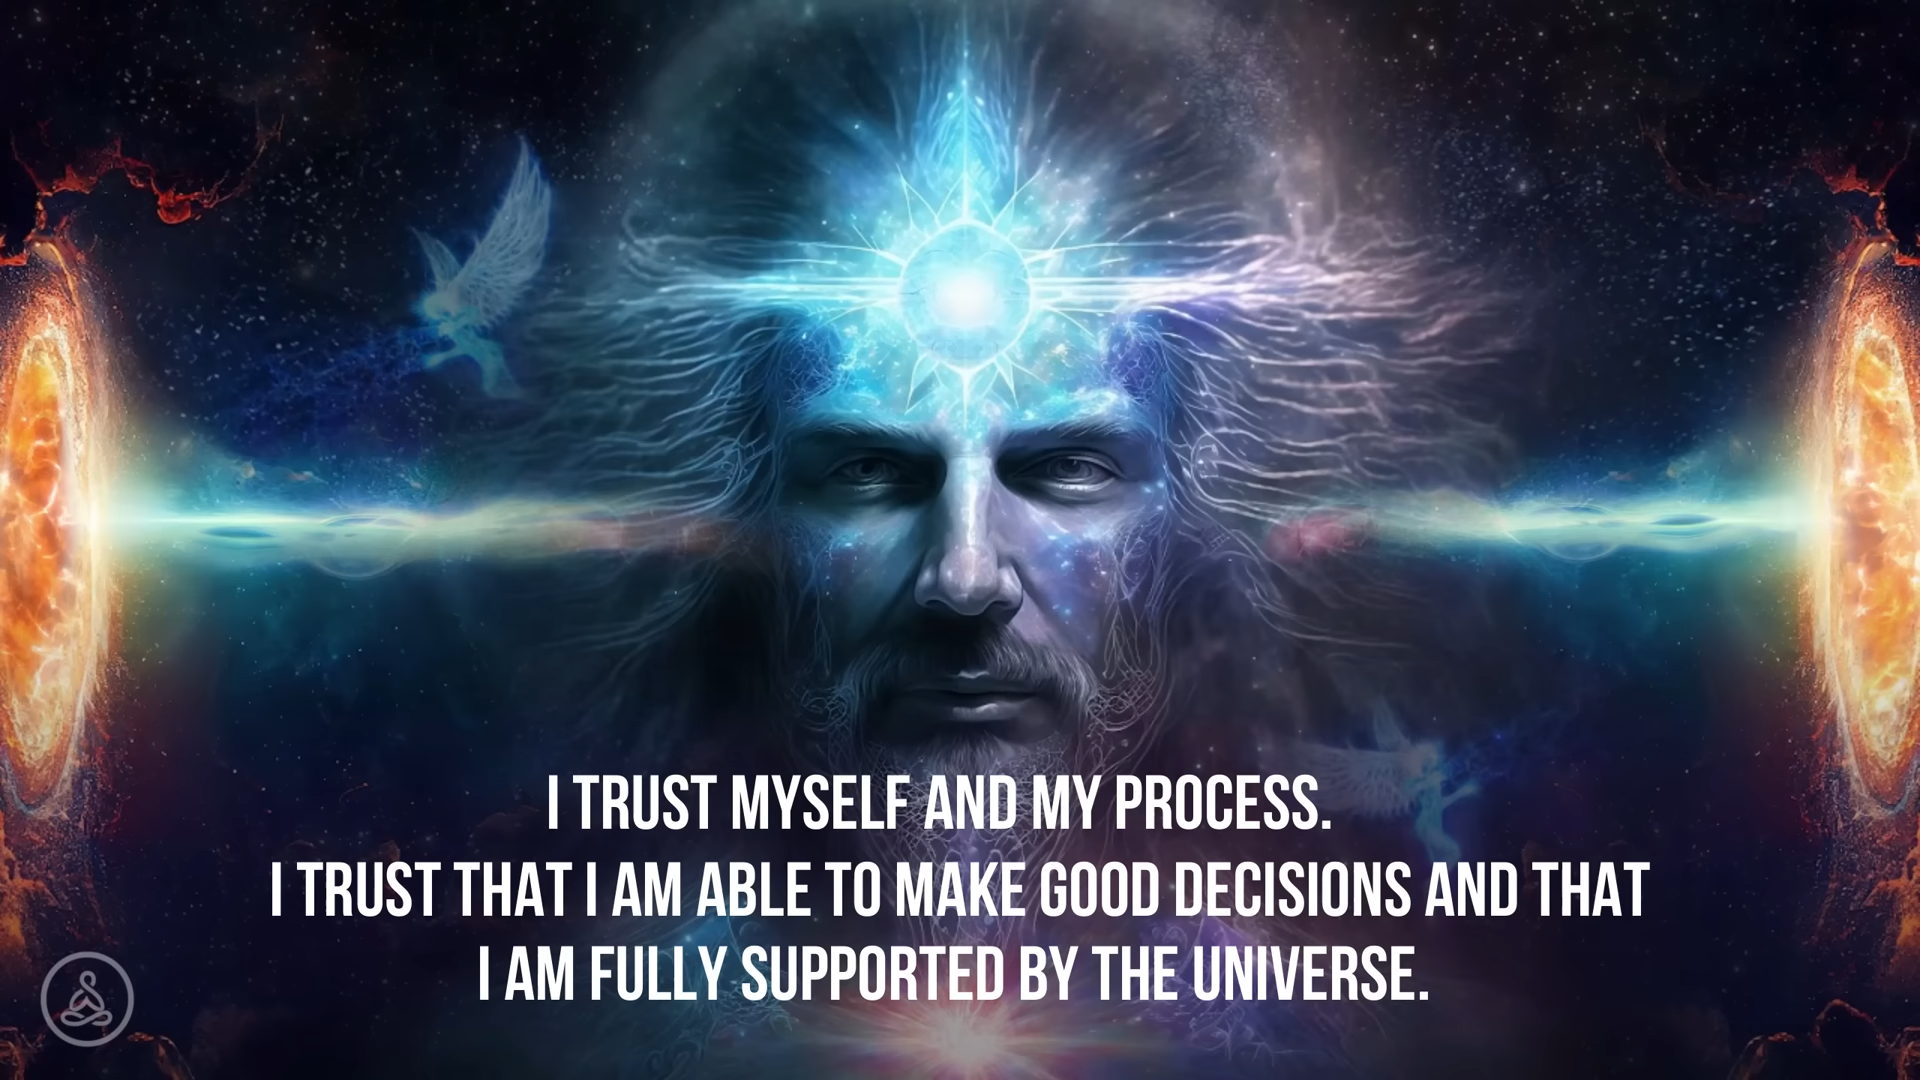 I TRUST MYSELF AND MY PROCESS.
I TRUST THAT I AM ABLE TO MAKE GOOD DECISIONS AND THAT
I AM FULLY SUPPORTED BY THE UNIVERSE.